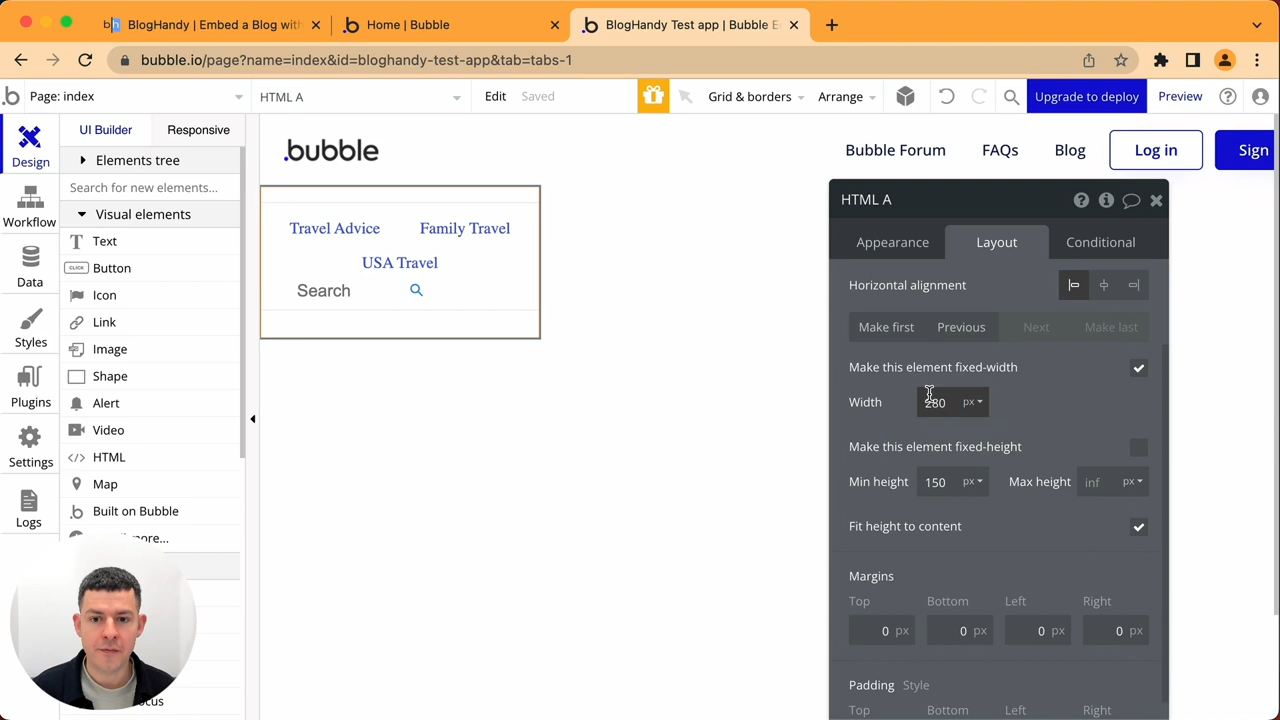 BlogHandy | Embed a Blog with
Home | Bubble
BlogHandy Test app | Bubble E
bubble.io/page?name=index&id=bloghandy-test-app&tab=tabs-1
Page: index
HTML A
Edit
Saved
Grid & borders
Arrange
Upgrade to deploy
Preview
UI Builder
Responsive
Elements tree
Search for new elements...
Visual elements
Text
CLICK
Button
Icon
Link
Image
Shape
Alert
Video
</> HTML
Map
Built on Bubble
more...
Design
Workflow
Data
Styles
Plugins
Settings
Logs
.bubble
Bubble Forum
FAQs
Blog
Log in
Sign
Travel Advice
Family Travel
USA Travel
Search
HTML A
Appearance
Layout
Conditional
Horizontal alignment
Make first
Previous
Next
Make last
Make this element fixed-width
Width
280 px
Make this element fixed-height
Min height 150 px
Max height inf px
Fit height to content
Margins
Top Bottom Left Right
0 px 0 px 0 px 0 px
Padding Style
Top Bottom Left Right